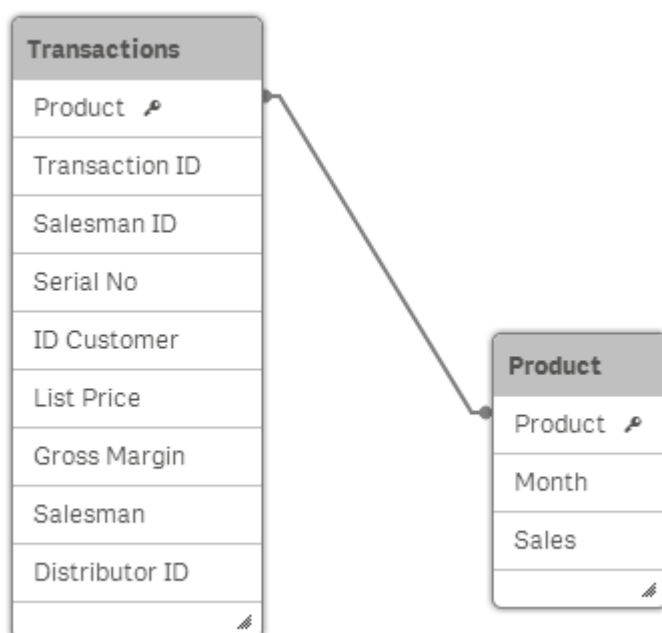 Transactions
Product
Transaction ID
Salesman ID
Serial No
ID Customer
List Price
Gross Margin
Salesman
Distributor ID
Product
Product
Month
Sales